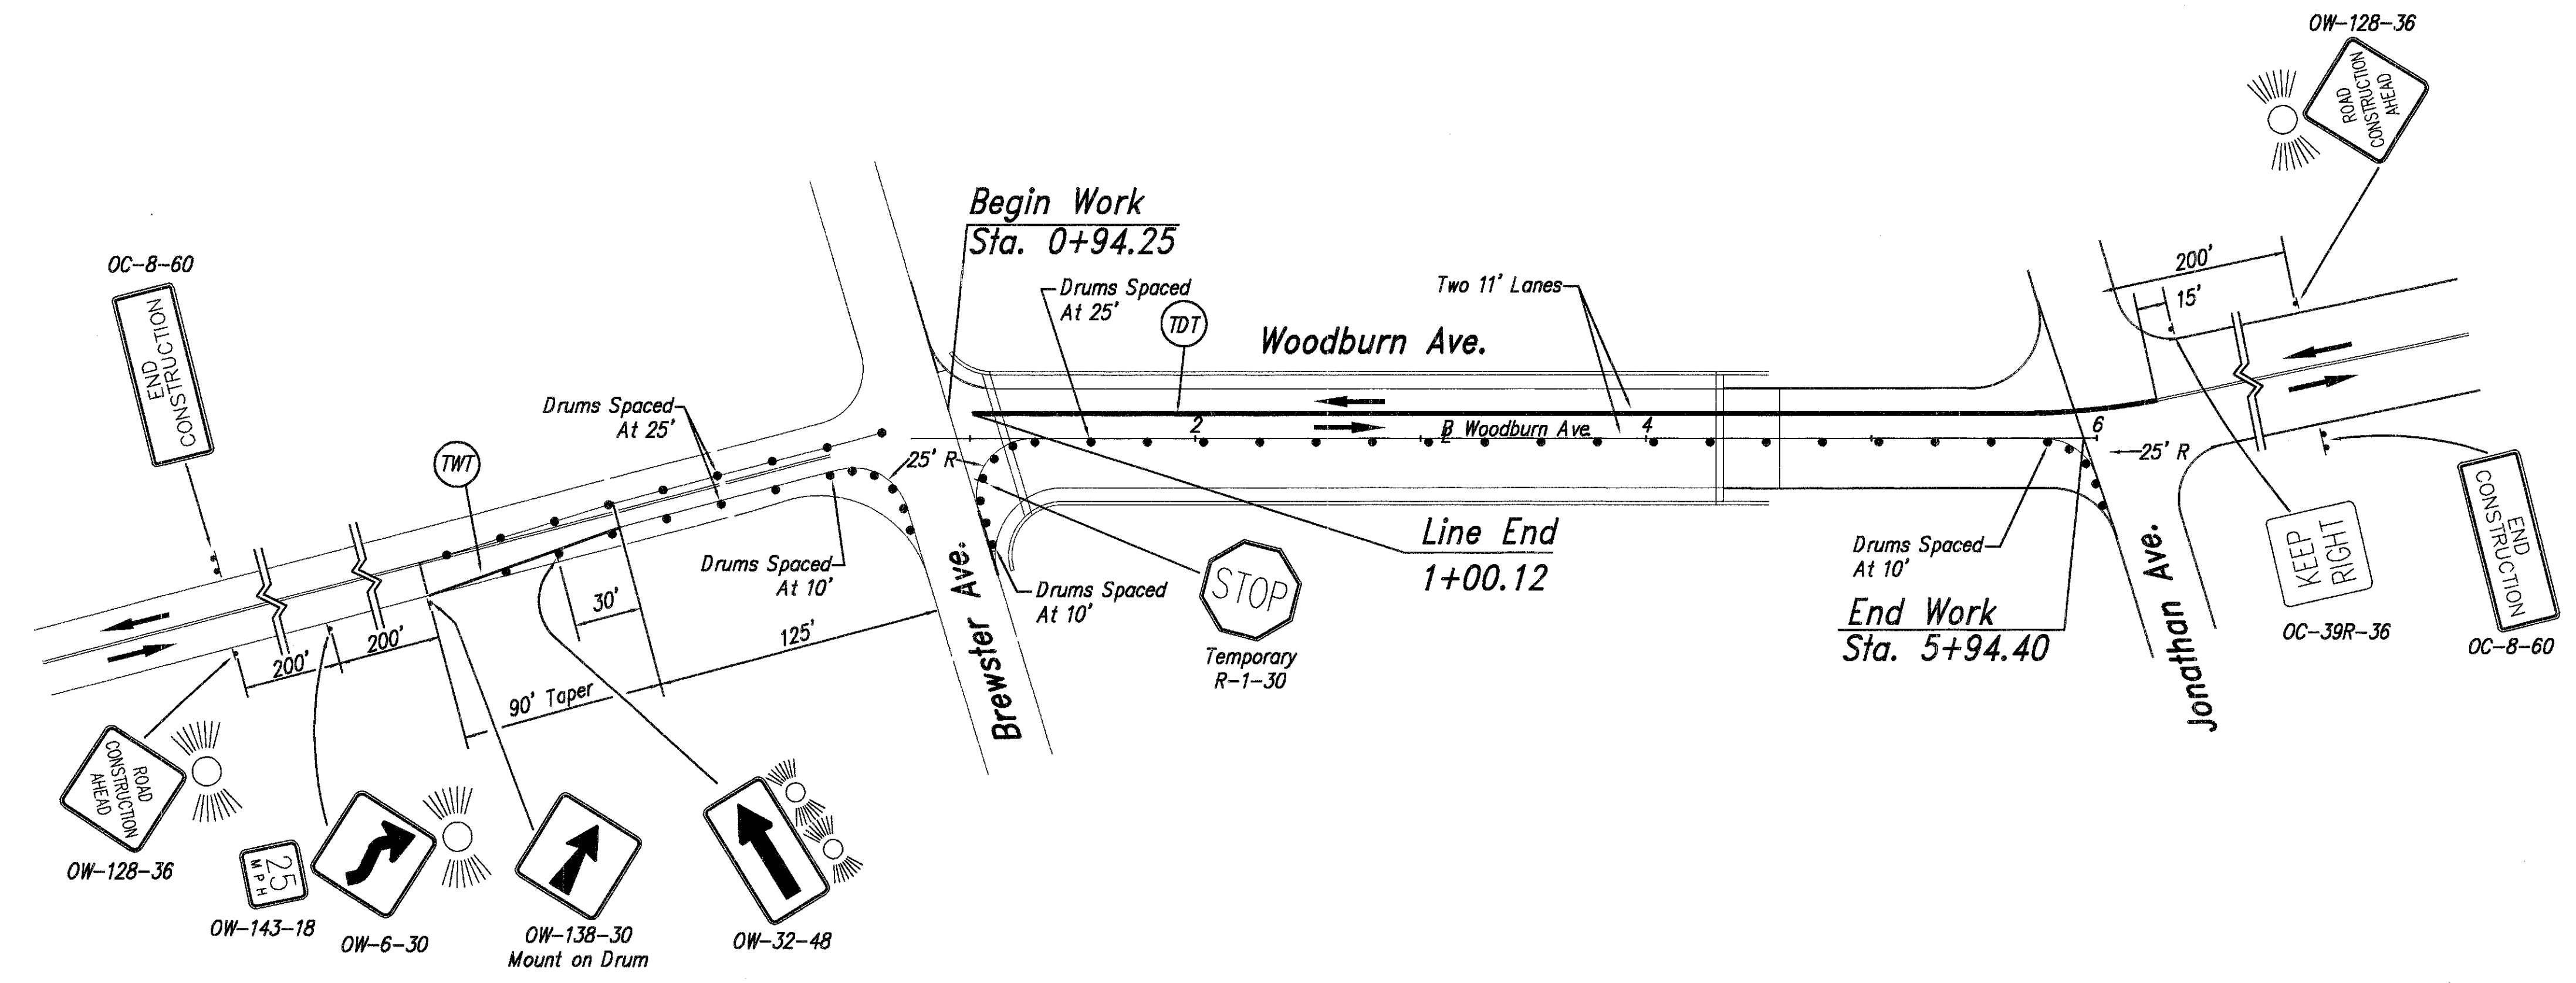 OW-128-36
ROAD
CONSTRUCTION
AHEAD
Begin Work
Sta. 0+94.25
OC-8-60
END
CONSTRUCTION
200'
15'
Drums Spaced
At 25'
TDT
Two 11' Lanes
Woodburn Ave.
Drums Spaced
At 25'
TWT
2
B Woodburn Ave.
4
6
25' R
25' R
Line End
1+00.12
Drums Spaced
At 10'
Drums Spaced
At 10'
STOP
Temporary
R-1-30
Drums Spaced
At 10'
End Work
Sta. 5+94.40
KEEP
RIGHT
OC-39R-36
END
CONSTRUCTION
OC-8-60
Brewster Ave.
Jonathan Ave.
30'
125'
200'
200'
90' Taper
ROAD
CONSTRUCTION
AHEAD
OW-128-36
25
MPH
OW-143-18
OW-6-30
OW-138-30
Mount on Drum
OW-32-48